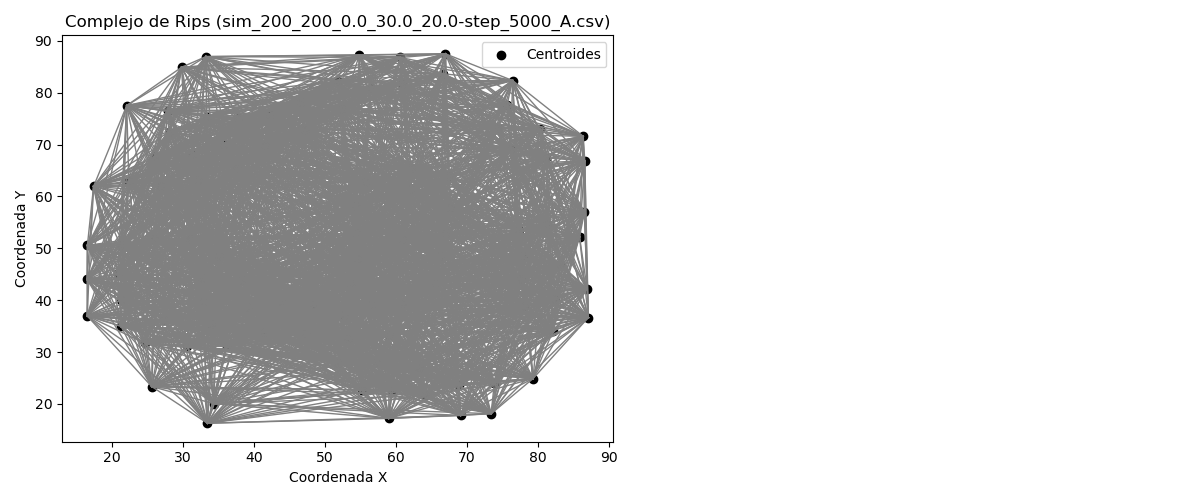 Complejo de Rips (sim_200_200_0.0_30.0_20.0-step_5000_A.csv)
Centroides
90
80
70
60
50
40
30
20
Coordenada Y
20 30 40 50 60 70 80 90
Coordenada X